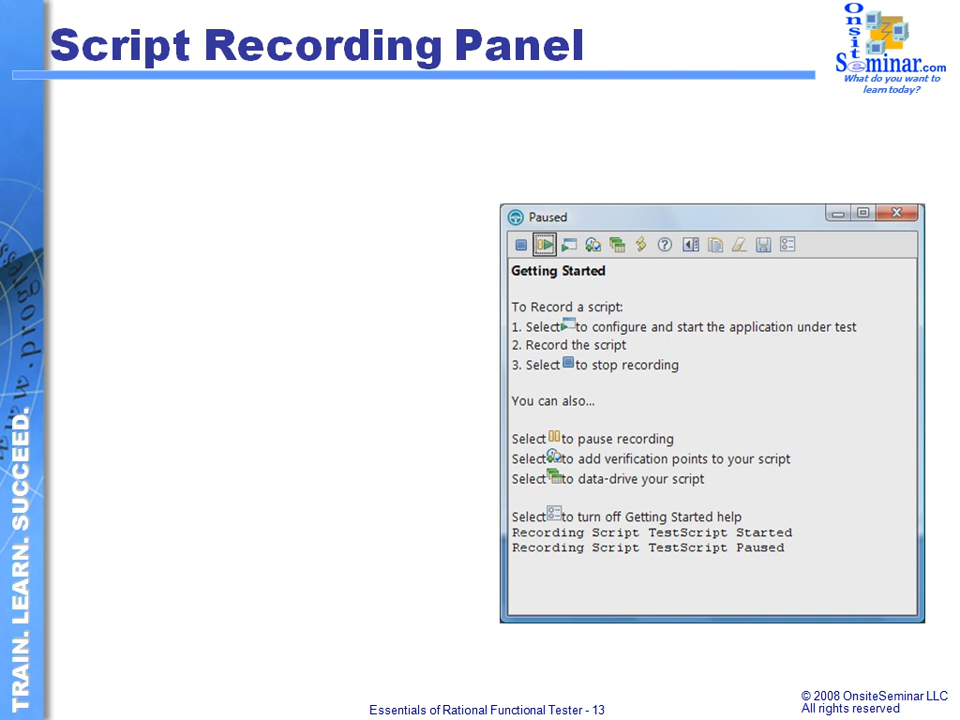 Script Recording Panel
Onsite
Seminar.com
What do you want to
learn today?
Paused
Getting Started
To Record a script:
1. Select to configure and start the application under test
2. Record the script
3. Select to stop recording
You can also...
Select to pause recording
Select to add verification points to your script
Select to data-drive your script
Select to turn off Getting Started help
Recording Script TestScript Started
Recording Script TestScript Paused
TRAIN. LEARN. SUCCEED.
Essentials of Rational Functional Tester - 13
© 2008 OnsiteSeminar LLC
All rights reserved